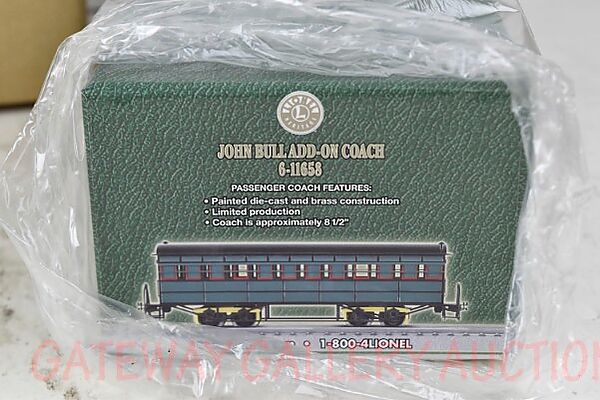 L
JOHN BULL ADD-ON COACH
6-11658
PASSENGER COACH FEATURES:
• Painted die-cast and brass construction
• Limited production
• Coach is approximately 8 1/2"
• 1-800-4LIONEL
GATEWAY GALLERY AUCTION